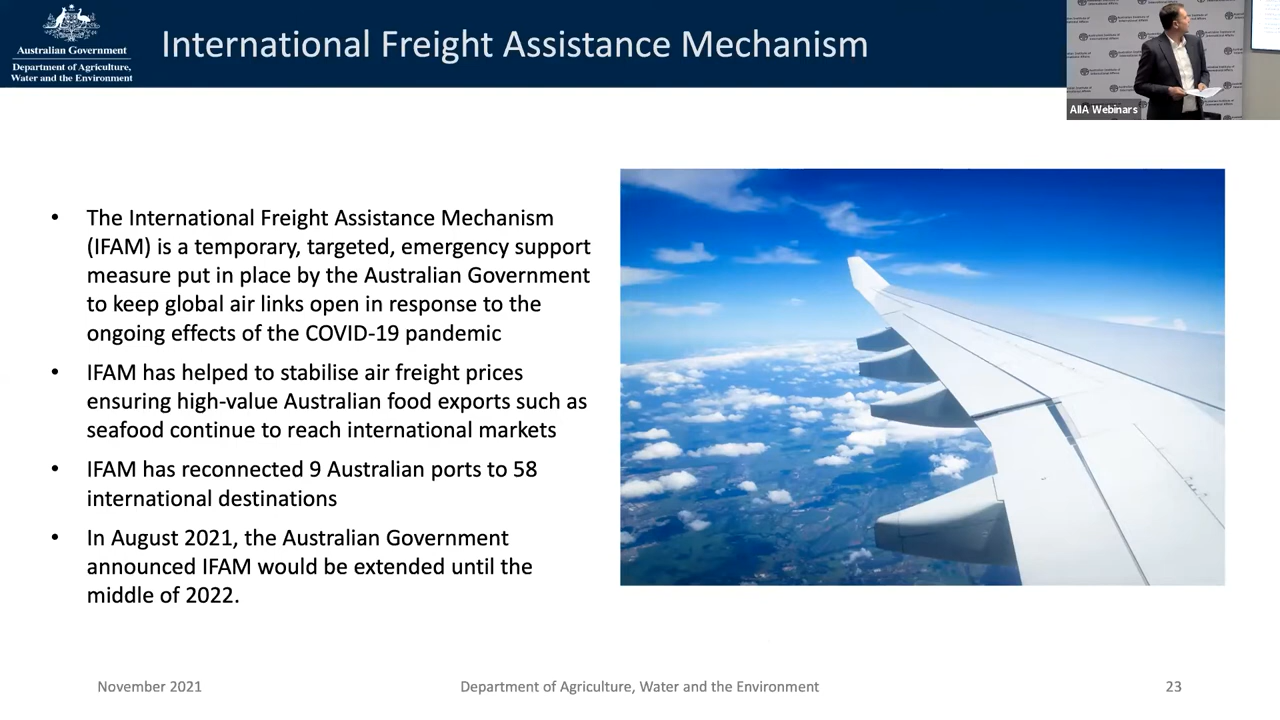 Australian Government
Department of Agriculture,
Water and the Environment
International Freight Assistance Mechanism
AIIA Webinars
• The International Freight Assistance Mechanism
(IFAM) is a temporary, targeted, emergency support
measure put in place by the Australian Government
to keep global air links open in response to the
ongoing effects of the COVID-19 pandemic
• IFAM has helped to stabilise air freight prices
ensuring high-value Australian food exports such as
seafood continue to reach international markets
• IFAM has reconnected 9 Australian ports to 58
international destinations
• In August 2021, the Australian Government
announced IFAM would be extended until the
middle of 2022.
November 2021
Department of Agriculture, Water and the Environment
23